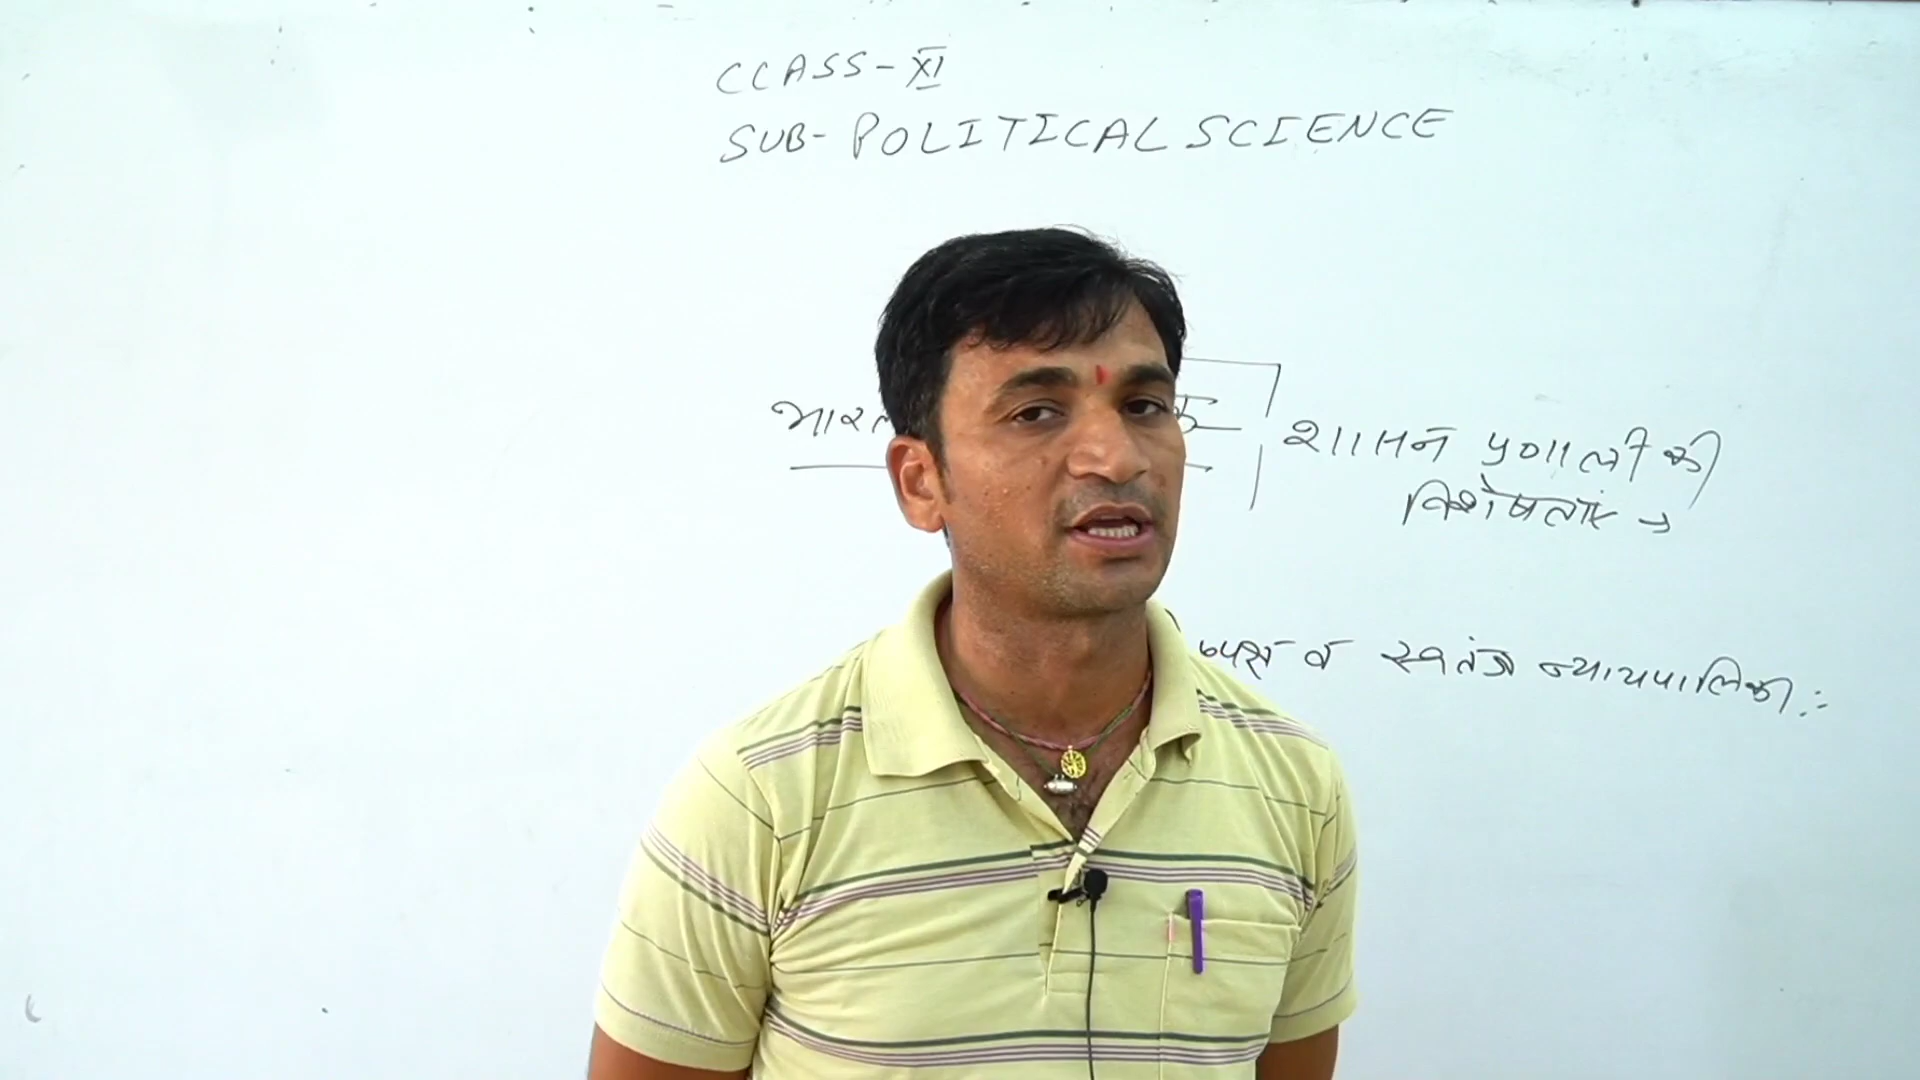 CLASS-XI
SUB-POLITICAL SCIENCE
शासन प्रणाली की
विशेषताएं →
व स्वतंत्र न्यायपालिका :-